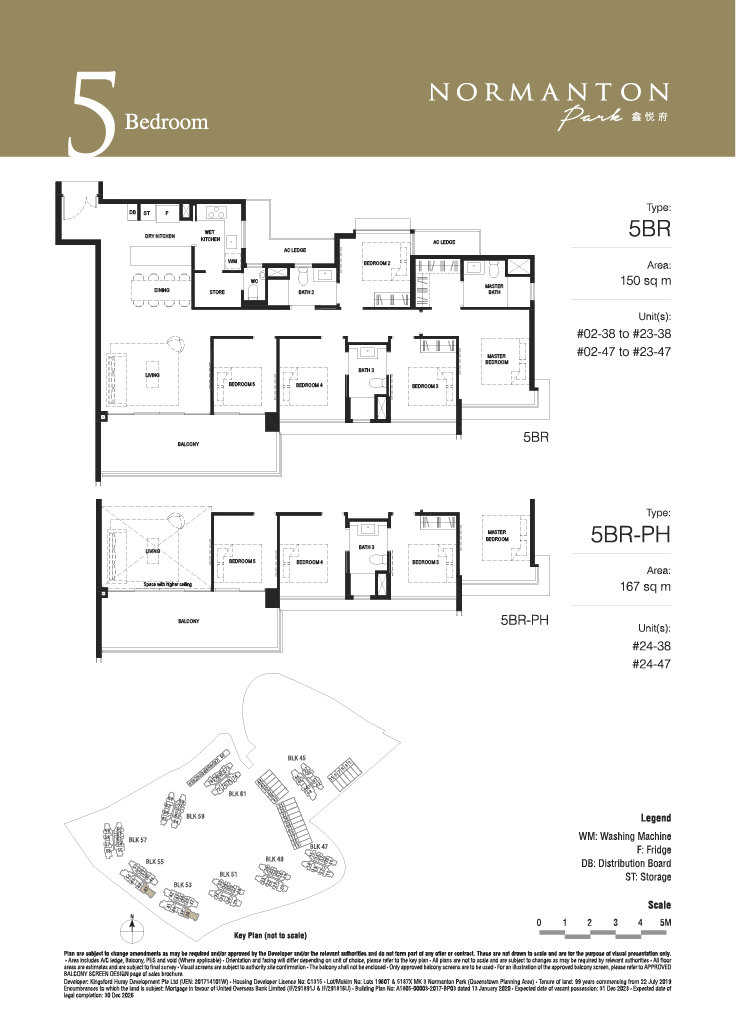 5 Bedroom
NORMANTON
Park 鑫悦府
Type:
5BR
Area:
150 sq m
Unit(s):
#02-38 to #23-38
#02-47 to #23-47
DB ST F
DRY KITCHEN
WET KITCHEN
WM
AC LEDGE
AC LEDGE
BEDROOM 2
DINING
STORE
WC
BATH 2
MASTER BATH
LIVING
BEDROOM 5
BEDROOM 4
BATH 3
BEDROOM 3
MASTER BEDROOM
BALCONY
5BR
Type:
5BR-PH
Area:
167 sq m
Unit(s):
#24-38
#24-47
LIVING
Space with higher ceiling
BEDROOM 5
BEDROOM 4
BATH 3
BEDROOM 3
MASTER BEDROOM
BALCONY
5BR-PH
BLK 45
BLK 61
BLK 59
BLK 57
BLK 55
BLK 53
BLK 51
BLK 49
BLK 47
N
Key Plan (not to scale)
Legend
WM: Washing Machine
F: Fridge
DB: Distribution Board
ST: Storage
Scale
0 1 2 3 4 5M
Plan are subject to change amendments as may be required and/or approved by the Developer and/or the relevant authorities and do not form part of any offer or contract. These are not drawn to scale and are for the purpose of visual presentation only.
• Area includes A/C ledge, Balcony, PES and void (Where applicable) • Orientation and facing will differ depending on unit of choice, please refer to the key plan • All plans are not to scale and are subject to changes as may be required by relevant authorities • All floor
areas are estimates and are subject to final survey • Visual screens are subject to authority site confirmation • The balcony shall not be enclosed • Only approved balcony screens are to be used • For an illustration of the approved balcony screen, please refer to APPROVED
BALCONY SCREEN DESIGN page of sales brochure.
Developer: Kingsford Huray Development Pte Ltd (UEN: 201714101W) • Housing Developer Licence No: C1315 • Lot/Mukim No: Lots 1960T & 5187X MK 3 Normanton Park (Queenstown Planning Area) • Tenure of land: 99 years commencing from 22 July 2019
Encumbrances to which the land is subject: Mortgage in favour of United Overseas Bank Limited (IF/291891J & IF/291818U) • Building Plan No: A1805-00003-2017-BP03 dated 13 January 2020 • Expected date of vacant possession: 31 Dec 2023 • Expected date of
legal completion: 30 Dec 2026